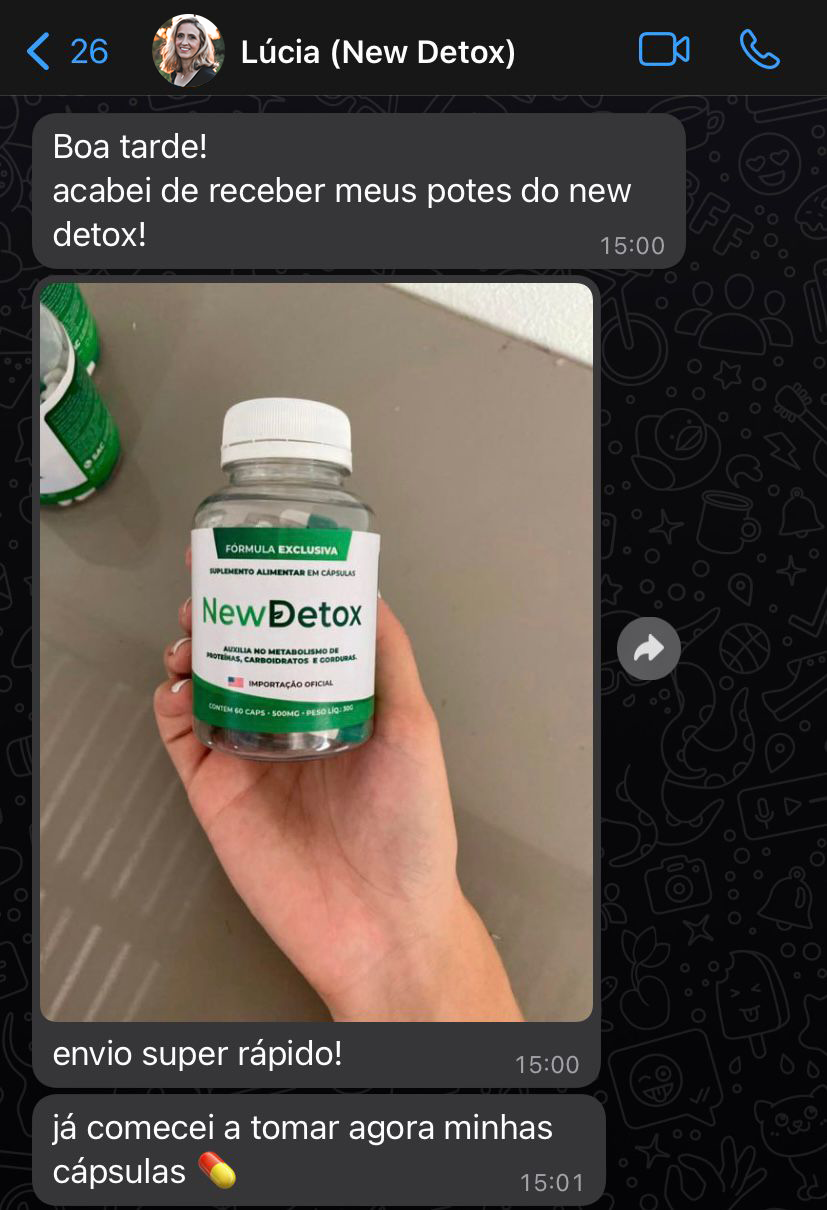 26
Lúcia (New Detox)
Boa tarde!
acabei de receber meus potes do new
detox!
15:00
SAC
FÓRMULA EXCLUSIVA
SUPLEMENTO ALIMENTAR EM CÁPSULAS
NewDetox
AUXILIA NO METABOLISMO DE
PROTEÍNAS, CARBOIDRATOS E GORDURAS.
IMPORTAÇÃO OFICIAL
CONTEM 60 CAPS • 500MG • PESO LÍQ.: 30G
envio super rápido!
15:00
já comecei a tomar agora minhas
cápsulas 💊
15:01